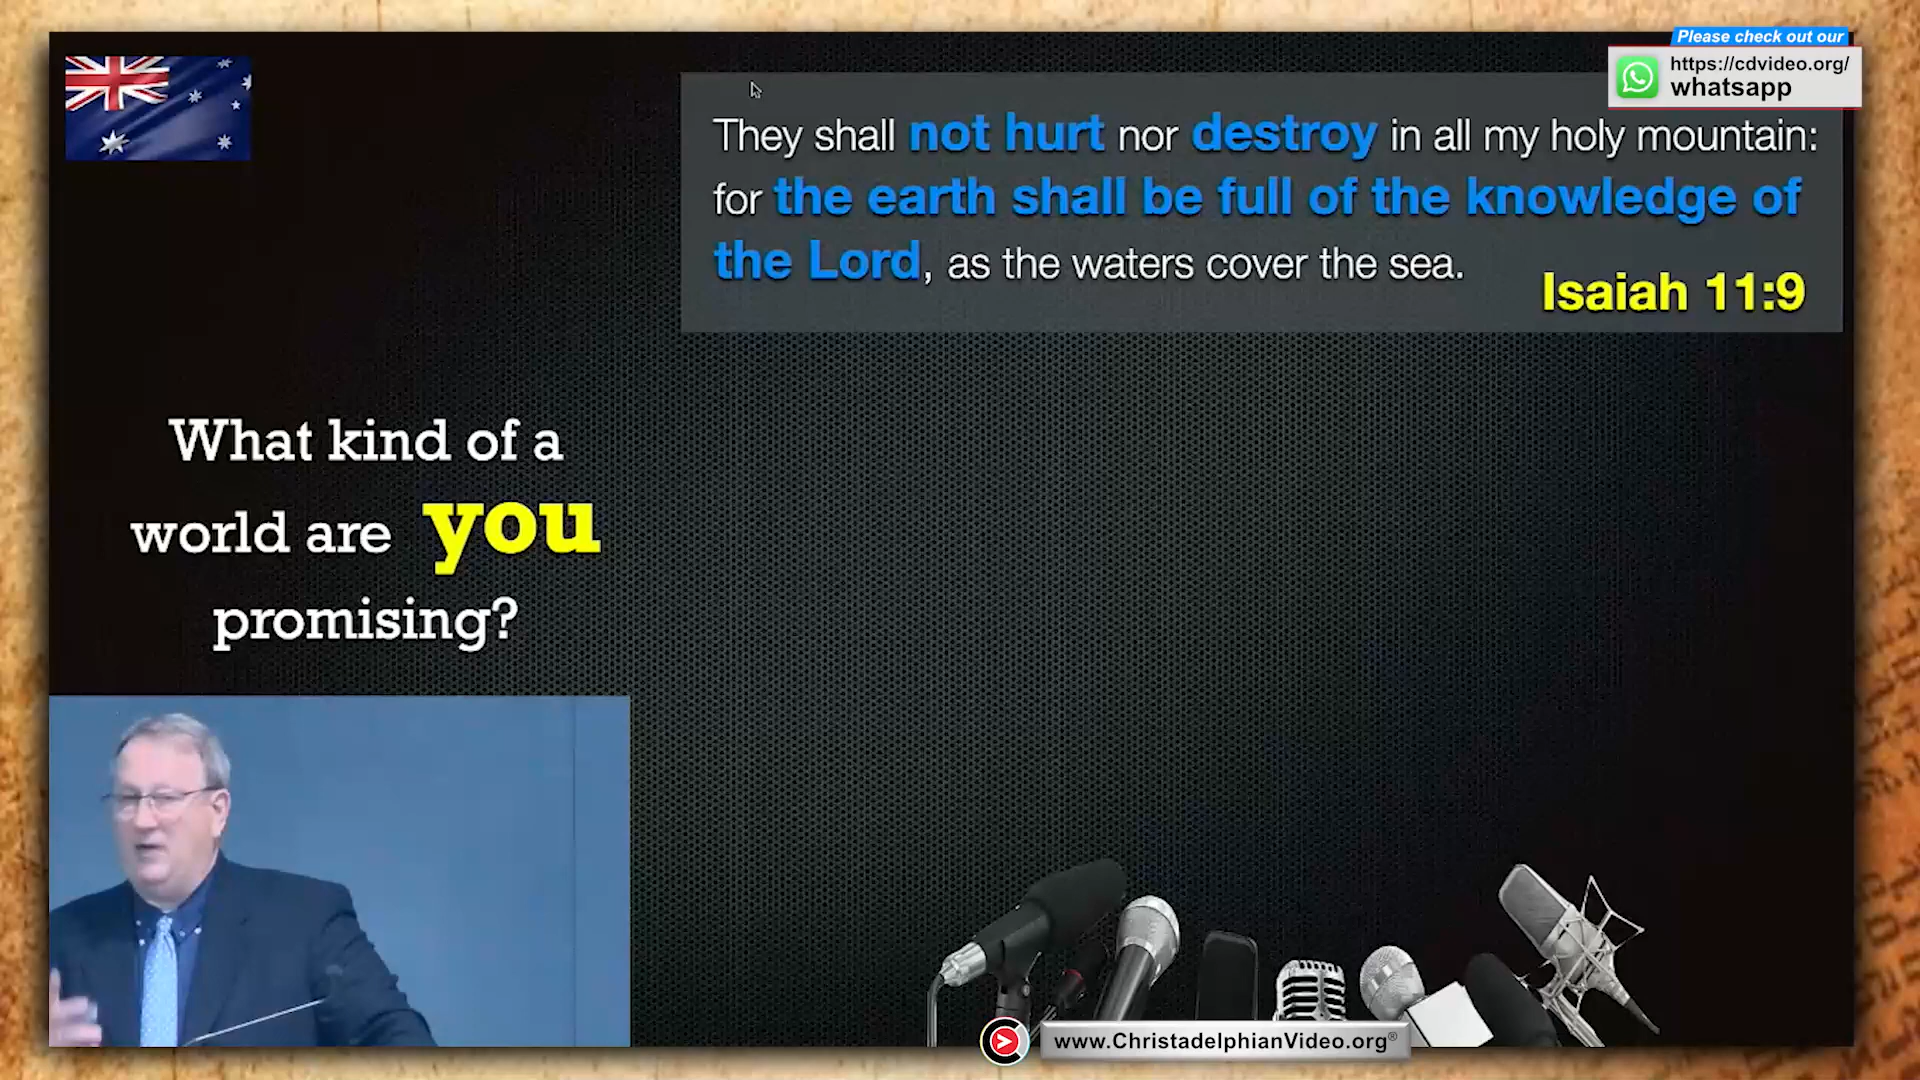 Please check out our
https://cdvideo.org/
whatsapp
They shall not hurt nor destroy in all my holy mountain:
for the earth shall be full of the knowledge of
the Lord, as the waters cover the sea.
Isaiah 11:9
What kind of a
world are you
promising?
www.ChristadelphianVideo.org®